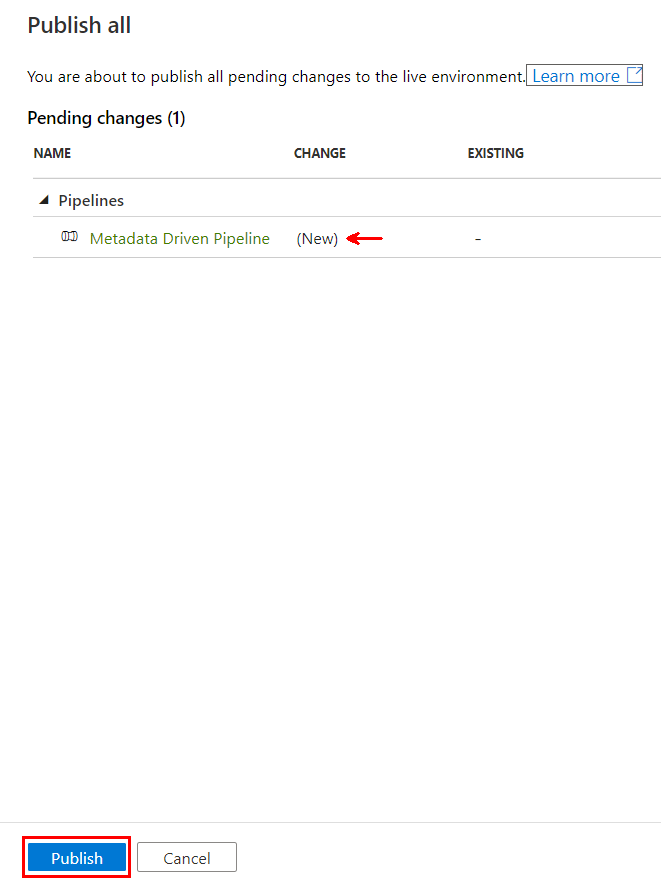 Publish all
You are about to publish all pending changes to the live environment. Learn more
Pending changes (1)
NAME CHANGE EXISTING
Pipelines
Metadata Driven Pipeline (New) -
Publish Cancel